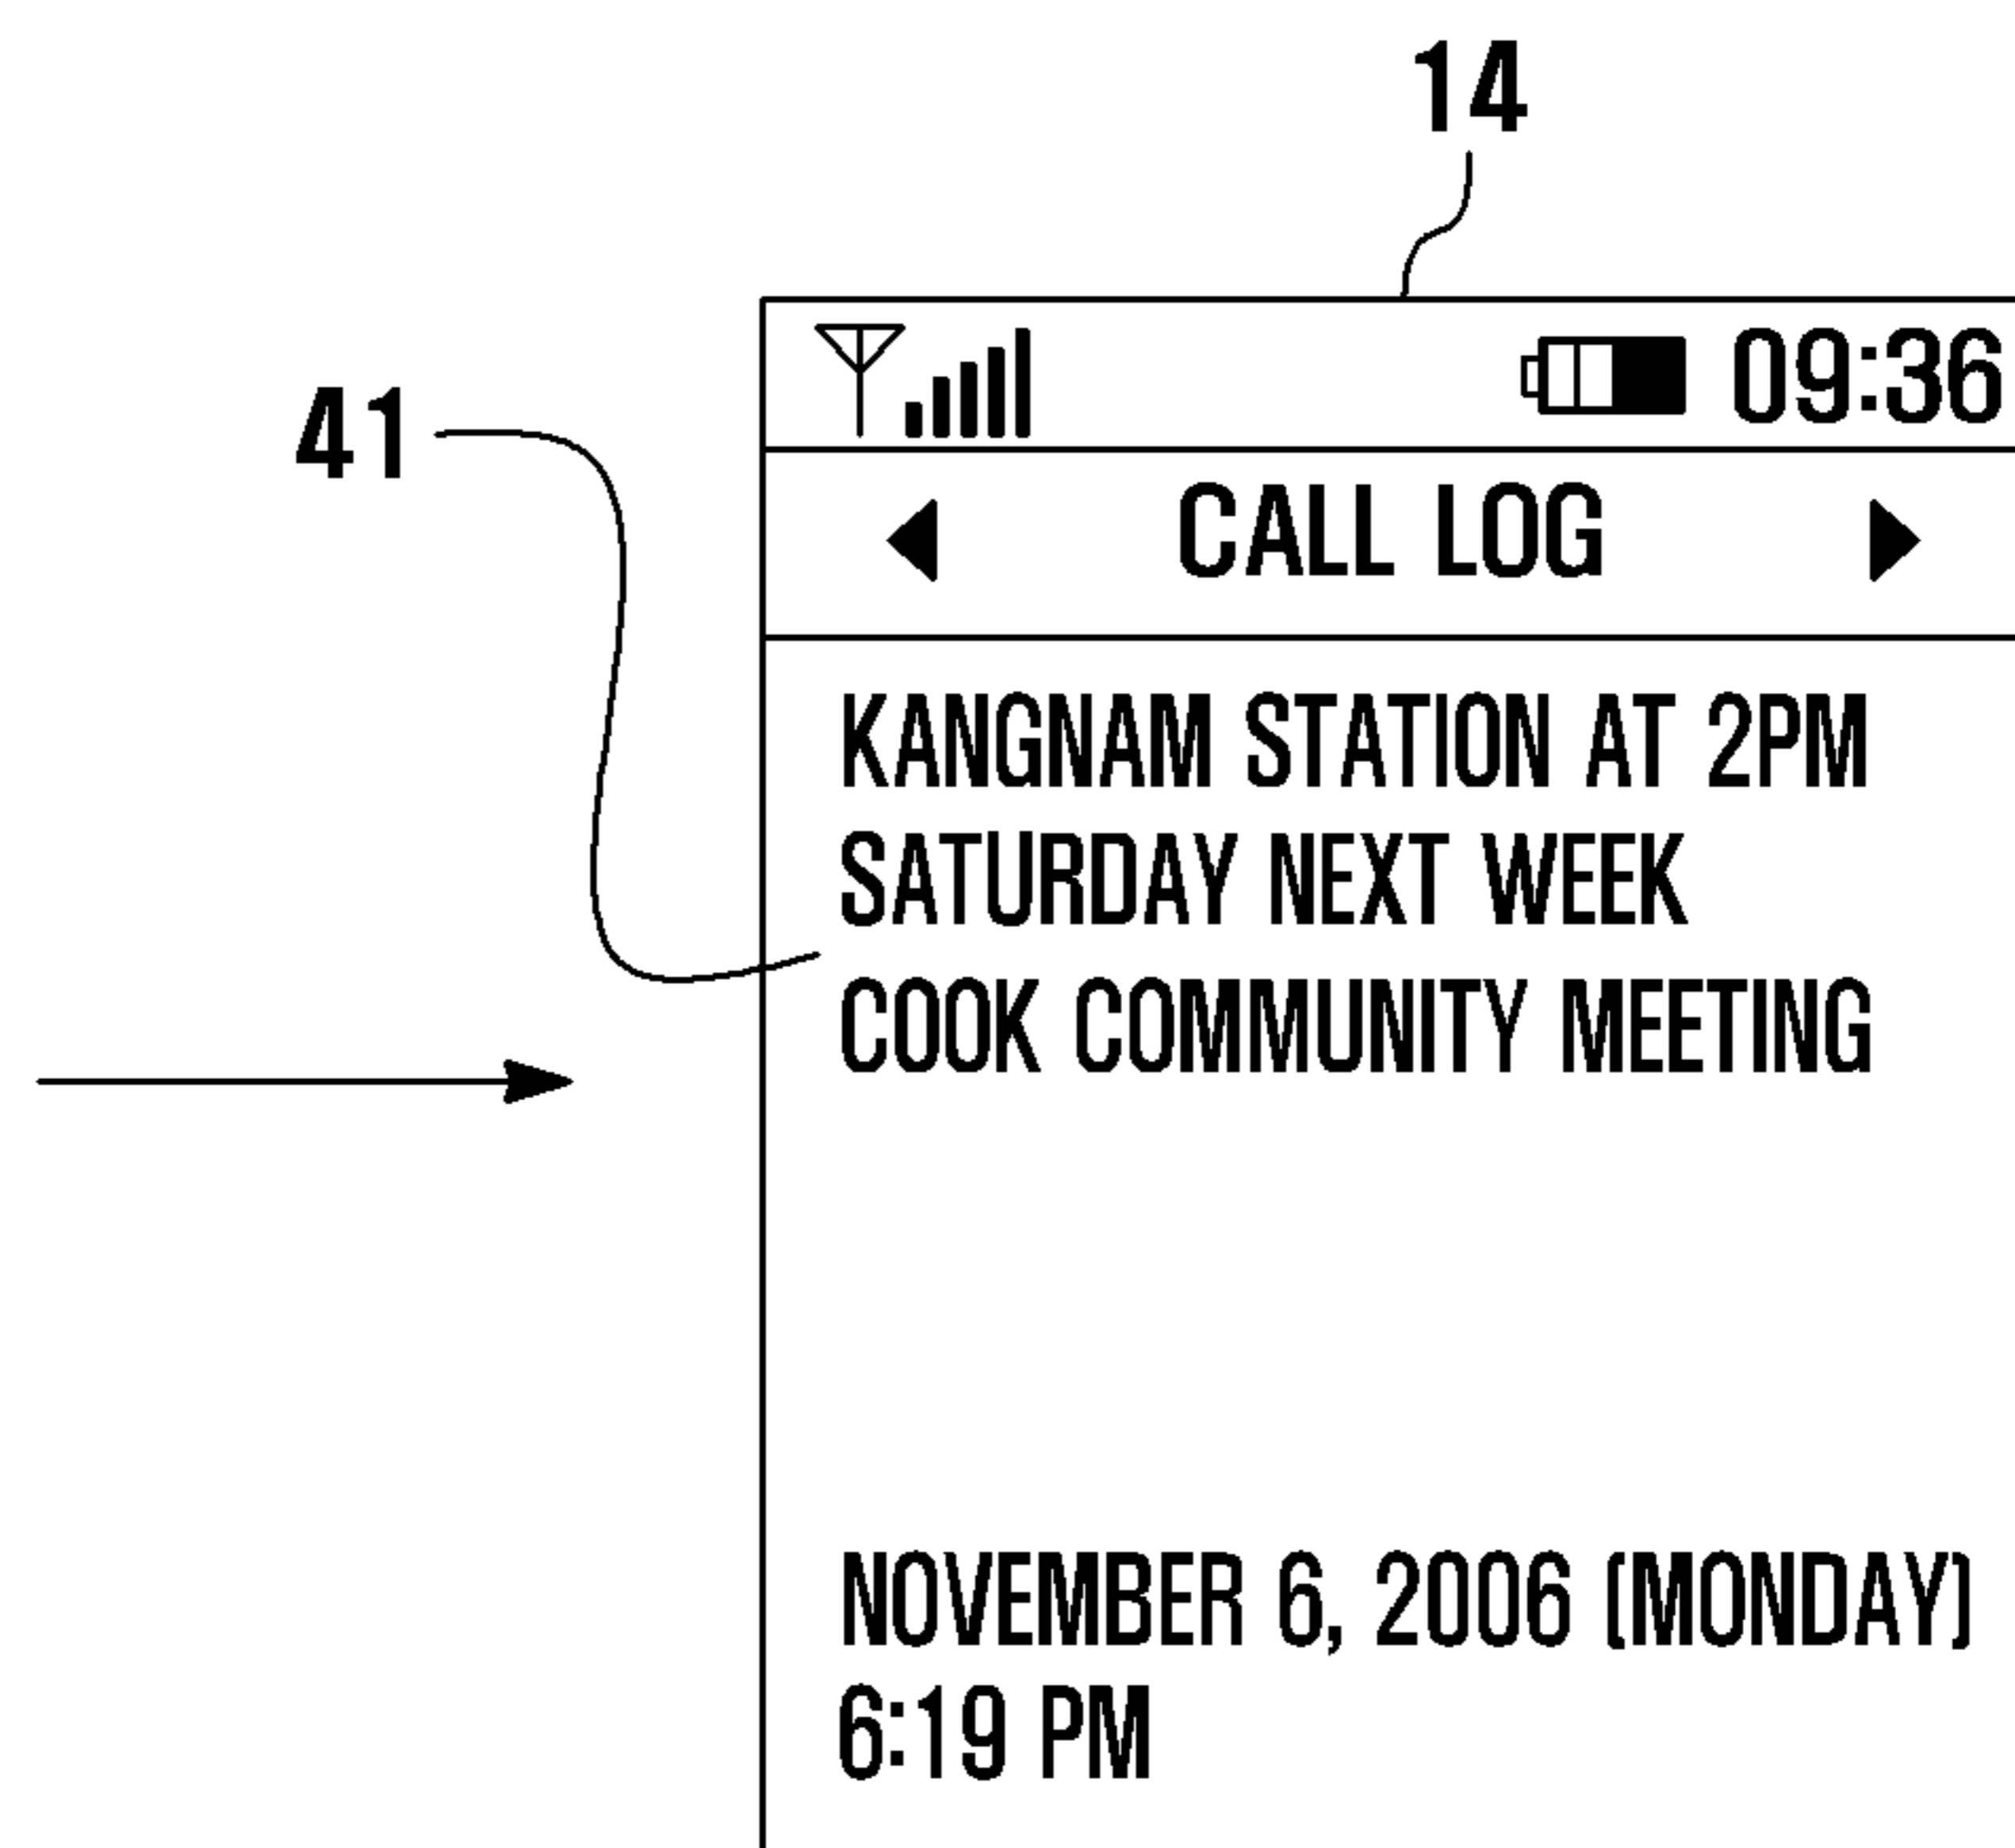 14
41
09:36
CALL LOG
KANGNAM STATION AT 2PM
SATURDAY NEXT WEEK
COOK COMMUNITY MEETING
NOVEMBER 6, 2006 (MONDAY)
6:19 PM